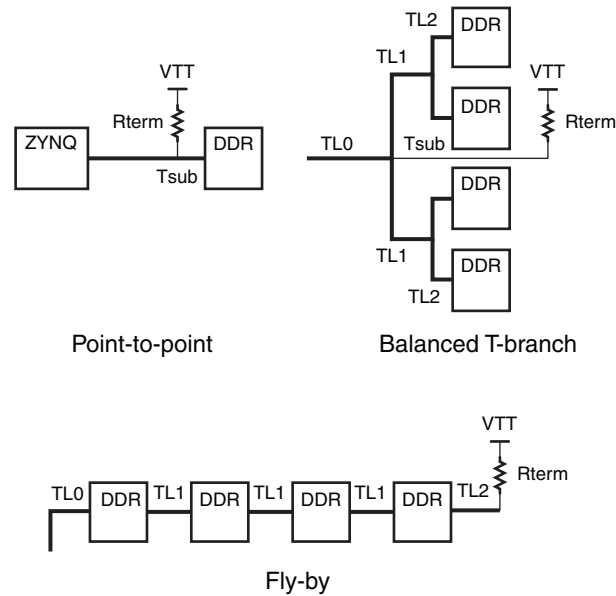 VTT
Rterm
ZYNQ
DDR
Tsub
Point-to-point
TL2
DDR
TL1
VTT
DDR
Rterm
TL0
Tsub
DDR
TL1
DDR
TL2
Balanced T-branch
VTT
Rterm
TL0
DDR
TL1
DDR
TL1
DDR
TL1
DDR
TL2
Fly-by